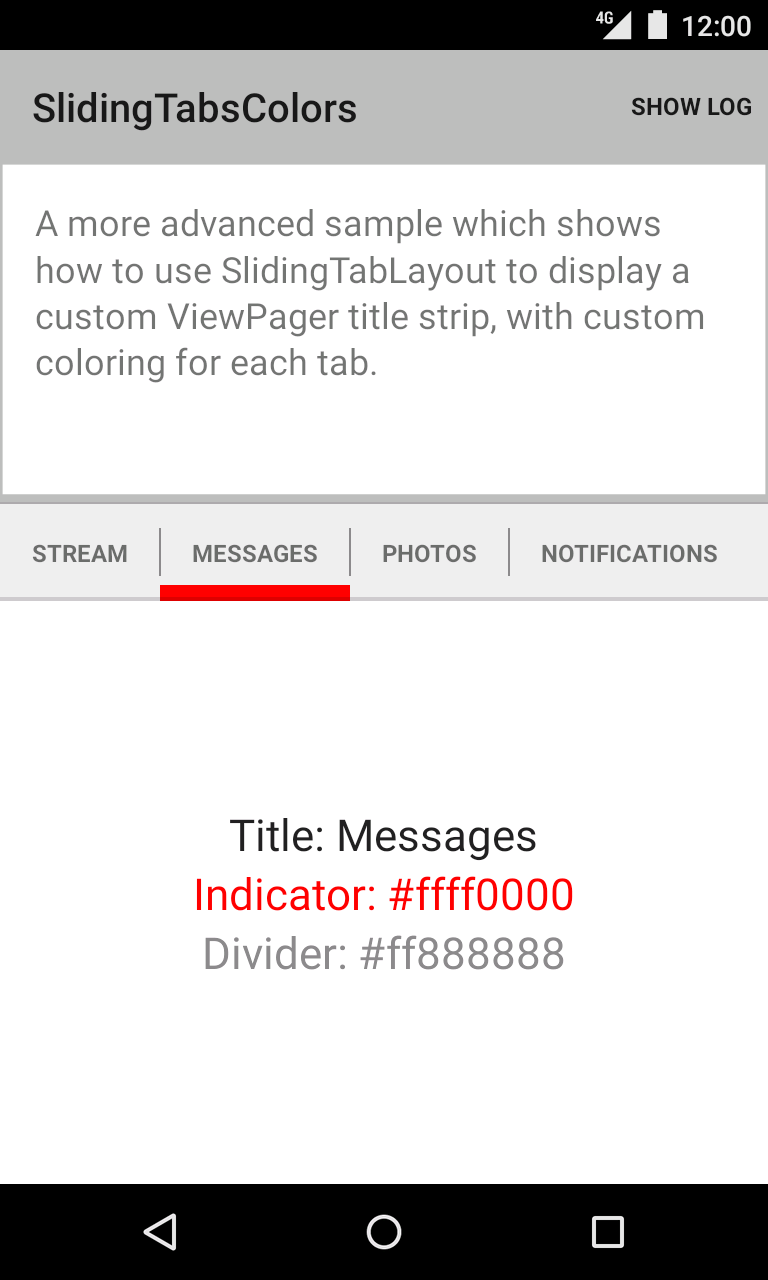 4G 12:00
SlidingTabsColors SHOW LOG
A more advanced sample which shows
how to use SlidingTabLayout to display a
custom ViewPager title strip, with custom
coloring for each tab.
STREAM MESSAGES PHOTOS NOTIFICATIONS
Title: Messages
Indicator: #ffff0000
Divider: #ff888888